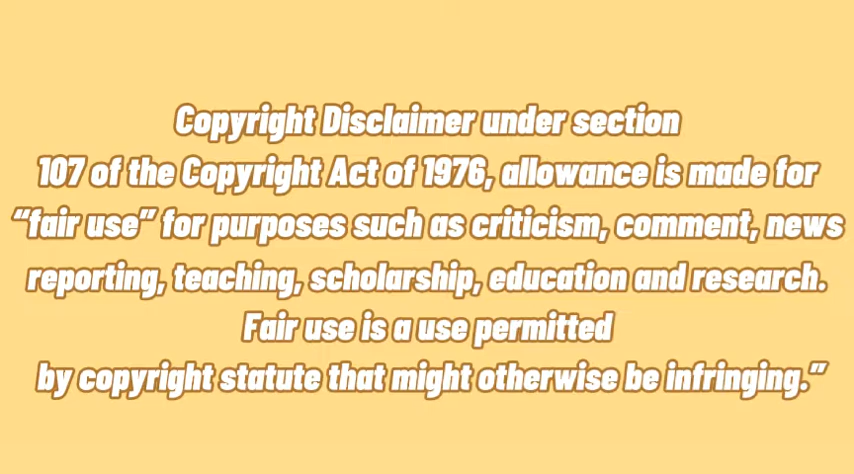 Copyright Disclaimer under section
107 of the Copyright Act of 1976, allowance is made for
“fair use” for purposes such as criticism, comment, news
reporting, teaching, scholarship, education and research.
Fair use is a use permitted
by copyright statute that might otherwise be infringing.”